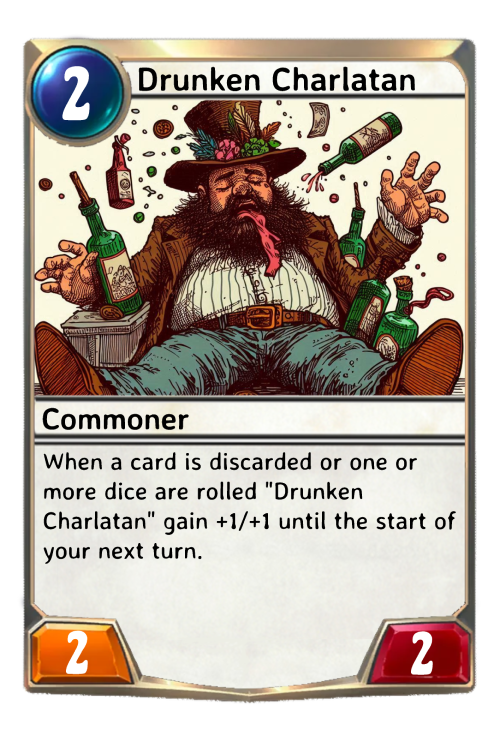 2
Drunken Charlatan
Commoner
When a card is discarded or one or
more dice are rolled "Drunken
Charlatan" gain +1/+1 until the start of
your next turn.
2
2